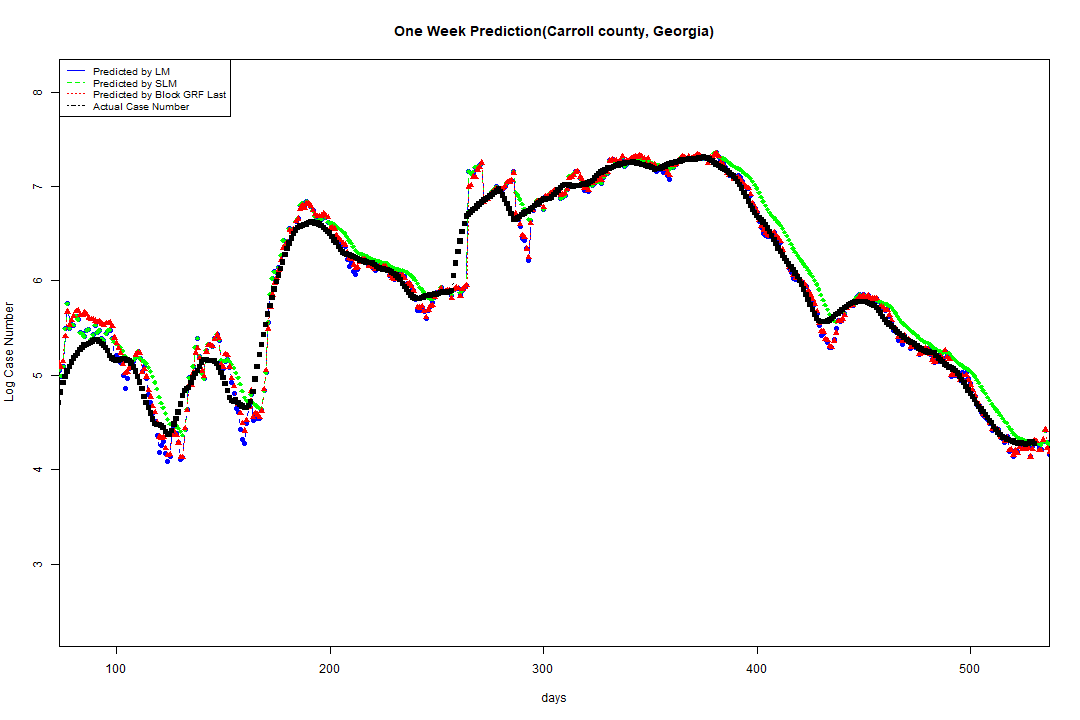 One Week Prediction(Carroll county, Georgia)
Predicted by LM
Predicted by SLM
Predicted by Block GRF Last
Actual Case Number
8
7
6
5
4
3
Log Case Number
100 200 300 400 500
days